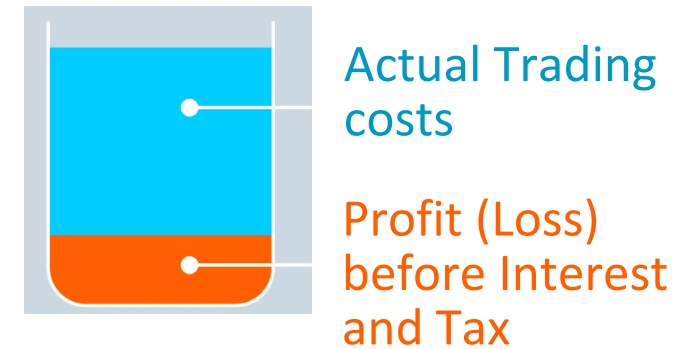 Actual Trading
costs
Profit (Loss)
before Interest
and Tax